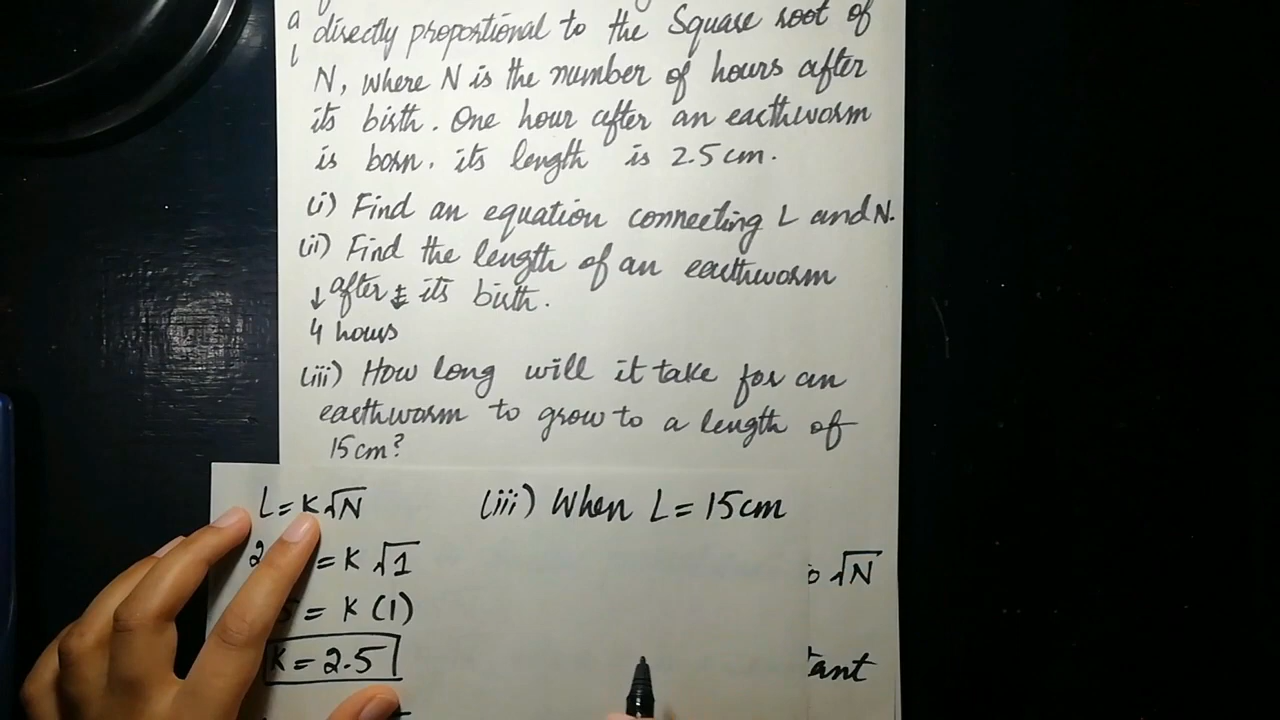 a directly proportional to the Square root of
N, where N is the number of hours after
its birth. One hour after an earthworm
is born, its length is 2.5 cm.
(i) Find an equation connecting L and N.
(ii) Find the length of an earthworm
↓ after its birth.
4 hours
(iii) How long will it take for an
earthworm to grow to a length of
15cm?
L = K√N
(iii) When L = 15cm
2 = K √1
√N
= K (1)
K = 2.5
tant